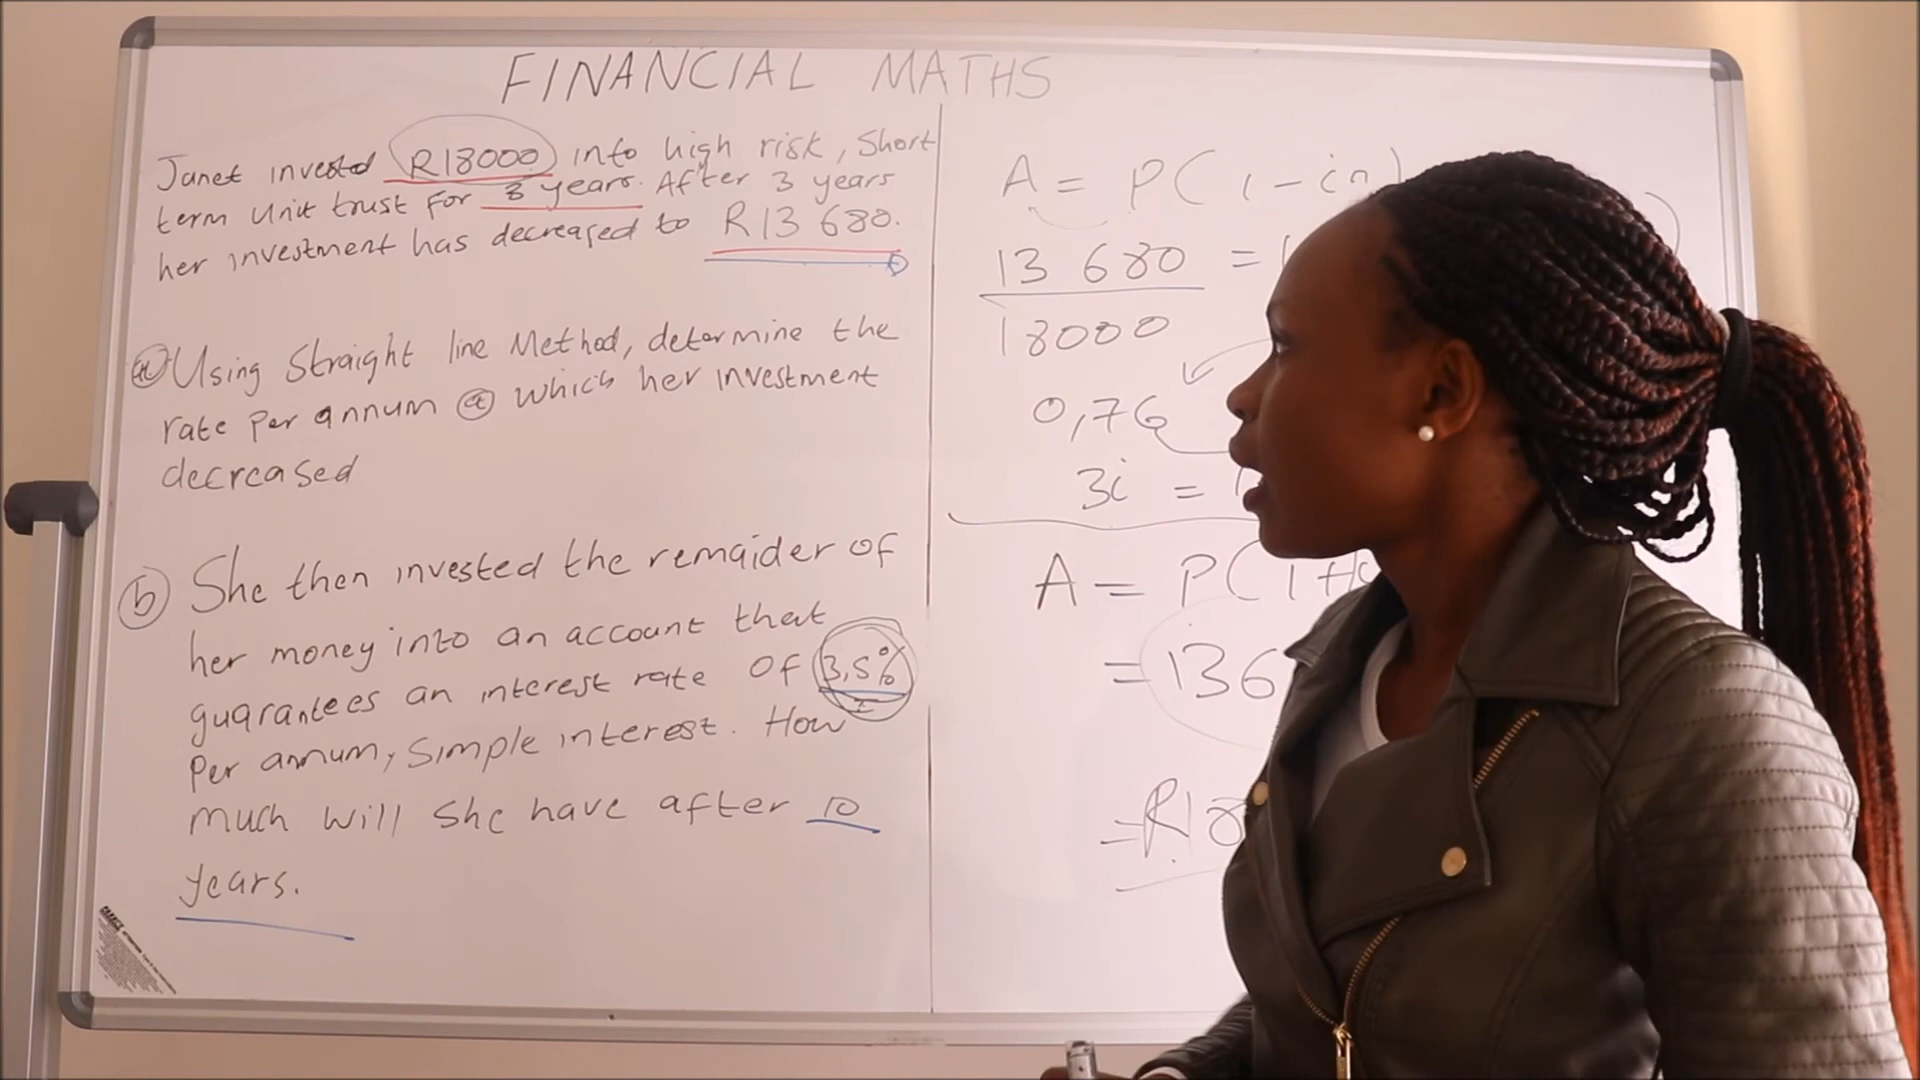 FINANCIAL MATHS
Janet invested R18000 into high risk, Short
term Unit trust for 3 years. After 3 years
her investment has decreased to R13 680.
a Using Straight line Method, determine the
rate per annum @ which her investment
decreased
b She then invested the remaider of
her money into an account that
guarantees an interest rate of 3,5%
Per annum, simple interest. How
much will she have after 10
years.
A = P(1-in)
13 680 =
18000
0,76
3i =
A = P(1+
= 136
= R18